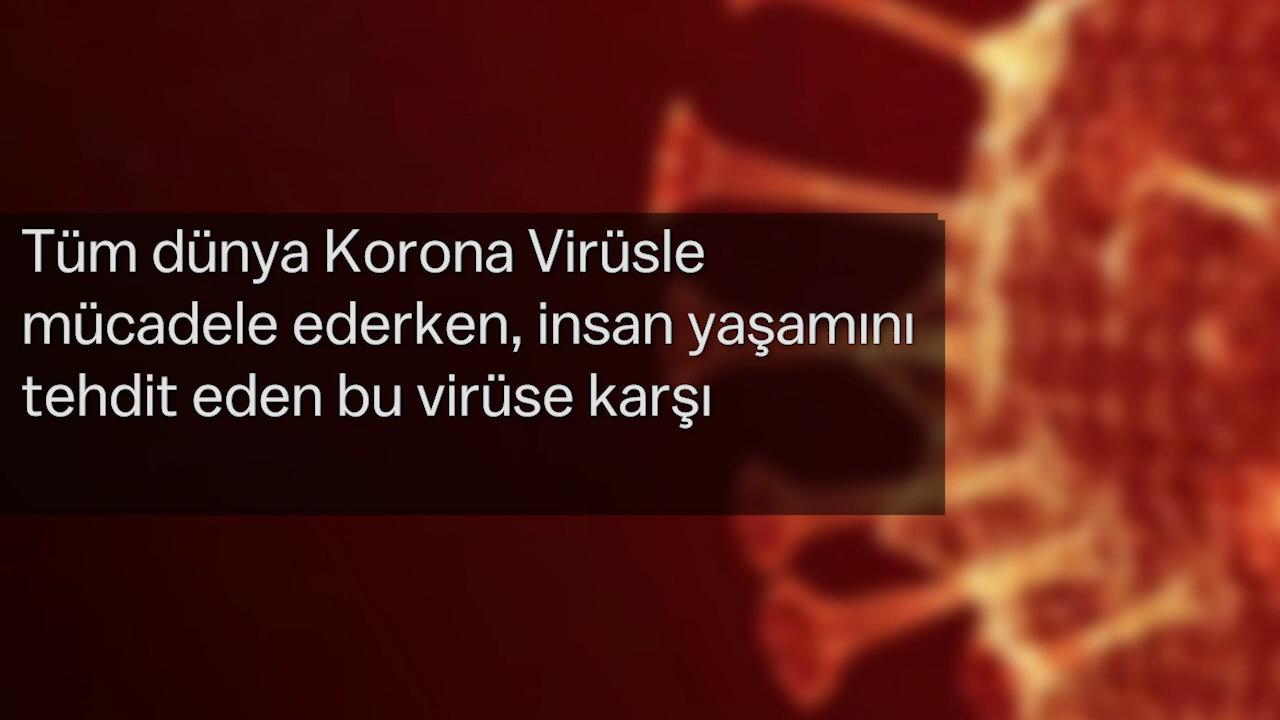 Tüm dünya Korona Virüsle
mücadele ederken, insan yaşamını
tehdit eden bu virüse karşı